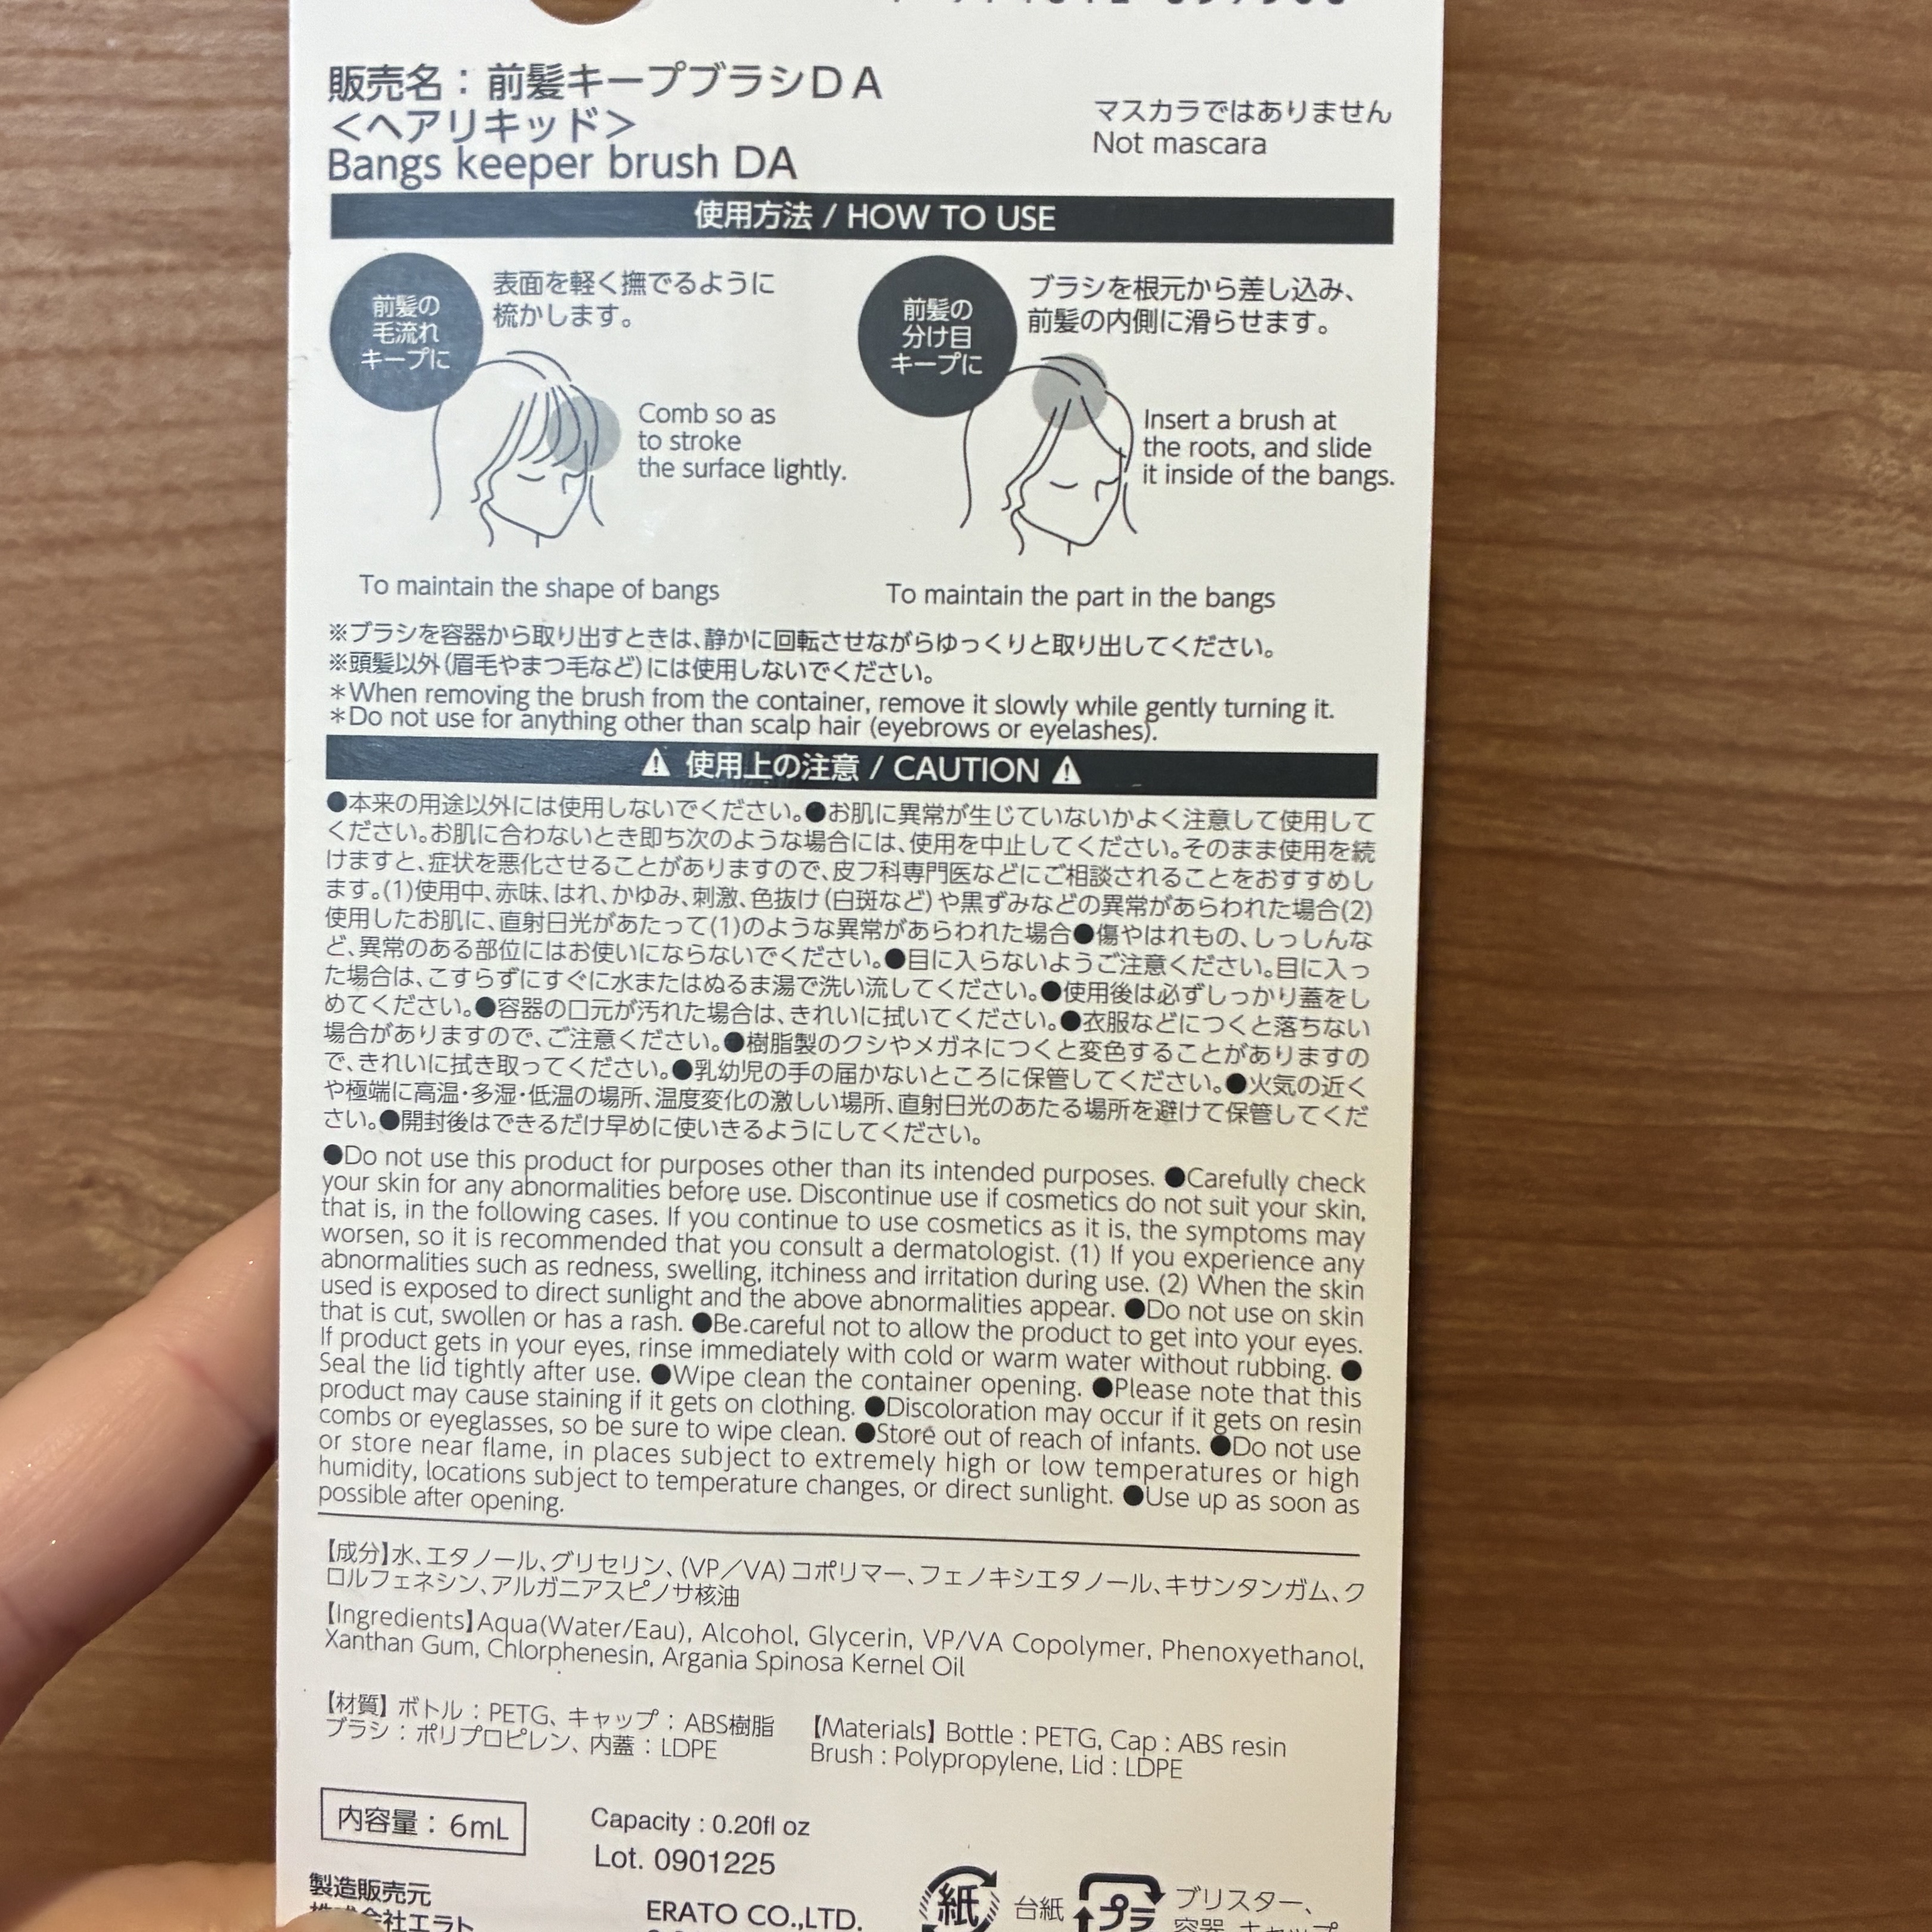 販売名：前髪キープブラシＤＡ
＜ヘアリキッド＞
Bangs keeper brush DA
マスカラではありません
Not mascara
使用方法 / HOW TO USE
前髪の
毛流れ
キープに
表面を軽く撫でるように
梳かします。
Comb so as
to stroke
the surface lightly.
To maintain the shape of bangs
前髪の
分け目
キープに
ブラシを根元から差し込み、
前髪の内側に滑らせます。
Insert a brush at
the roots, and slide
it inside of the bangs.
To maintain the part in the bangs
※ブラシを容器から取り出すときは、静かに回転させながらゆっくりと取り出してください。
※頭髪以外（眉毛やまつ毛など）には使用しないでください。
＊When removing the brush from the container, remove it slowly while gently turning it.
＊Do not use for anything other than scalp hair (eyebrows or eyelashes).
⚠ 使用上の注意 / CAUTION ⚠
●本来の用途以外には使用しないでください。●お肌に異常が生じていないかよく注意して使用して
ください。お肌に合わないとき即ち次のような場合には、使用を中止してください。そのまま使用を続
けますと、症状を悪化させることがありますので、皮フ科専門医などにご相談されることをおすすめし
ます。(1)使用中、赤味、はれ、かゆみ、刺激、色抜け（白斑など）や黒ずみなどの異常があらわれた場合(2)
使用したお肌に、直射日光があたって(1)のような異常があらわれた場合●傷やはれもの、しっしんな
ど、異常のある部位にはお使いにならないでください。●目に入らないようご注意ください。目に入っ
た場合は、こすらずにすぐに水またはぬるま湯で洗い流してください。●使用後は必ずしっかり蓋をし
めてください。●容器の口元が汚れた場合は、きれいに拭いてください。●衣服などにつくと落ちない
場合がありますので、ご注意ください。●樹脂製のクシやメガネにつくと変色することがありますの
で、きれいに拭き取ってください。●乳幼児の手の届かないところに保管してください。●火気の近く
や極端に高温・多湿・低温の場所、温度変化の激しい場所、直射日光のあたる場所を避けて保管してくだ
さい。●開封後はできるだけ早めに使いきるようにしてください。
●Do not use this product for purposes other than its intended purposes. ●Carefully check
your skin for any abnormalities before use. Discontinue use if cosmetics do not suit your skin,
that is, in the following cases. If you continue to use cosmetics as it is, the symptoms may
worsen, so it is recommended that you consult a dermatologist. (1) If you experience any
abnormalities such as redness, swelling, itchiness and irritation during use. (2) When the skin
used is exposed to direct sunlight and the above abnormalities appear. ●Do not use on skin
that is cut, swollen or has a rash. ●Be.careful not to allow the product to get into your eyes.
If product gets in your eyes, rinse immediately with cold or warm water without rubbing. ●
Seal the lid tightly after use. ●Wipe clean the container opening. ●Please note that this
product may cause staining if it gets on clothing. ●Discoloration may occur if it gets on resin
combs or eyeglasses, so be sure to wipe clean. ●Store out of reach of infants. ●Do not use
or store near flame, in places subject to extremely high or low temperatures or high
humidity, locations subject to temperature changes, or direct sunlight. ●Use up as soon as
possible after opening.
【成分】水、エタノール、グリセリン、（VP／VA）コポリマー、フェノキシエタノール、キサンタンガム、ク
ロルフェネシン、アルガニアスピノサ核油
【Ingredients】Aqua(Water/Eau), Alcohol, Glycerin, VP/VA Copolymer, Phenoxyethanol,
Xanthan Gum, Chlorphenesin, Argania Spinosa Kernel Oil
【材質】ボトル：PETG、キャップ：ABS樹脂
ブラシ：ポリプロピレン、内蓋：LDPE
【Materials】Bottle : PETG, Cap : ABS resin
Brush : Polypropylene, Lid : LDPE
内容量：6mL
Capacity : 0.20fl oz
Lot. 0901225
製造販売元
株式会社エラト
ERATO CO.,LTD.
紙
台紙
プラ
ブリスター、
容器、キャップ